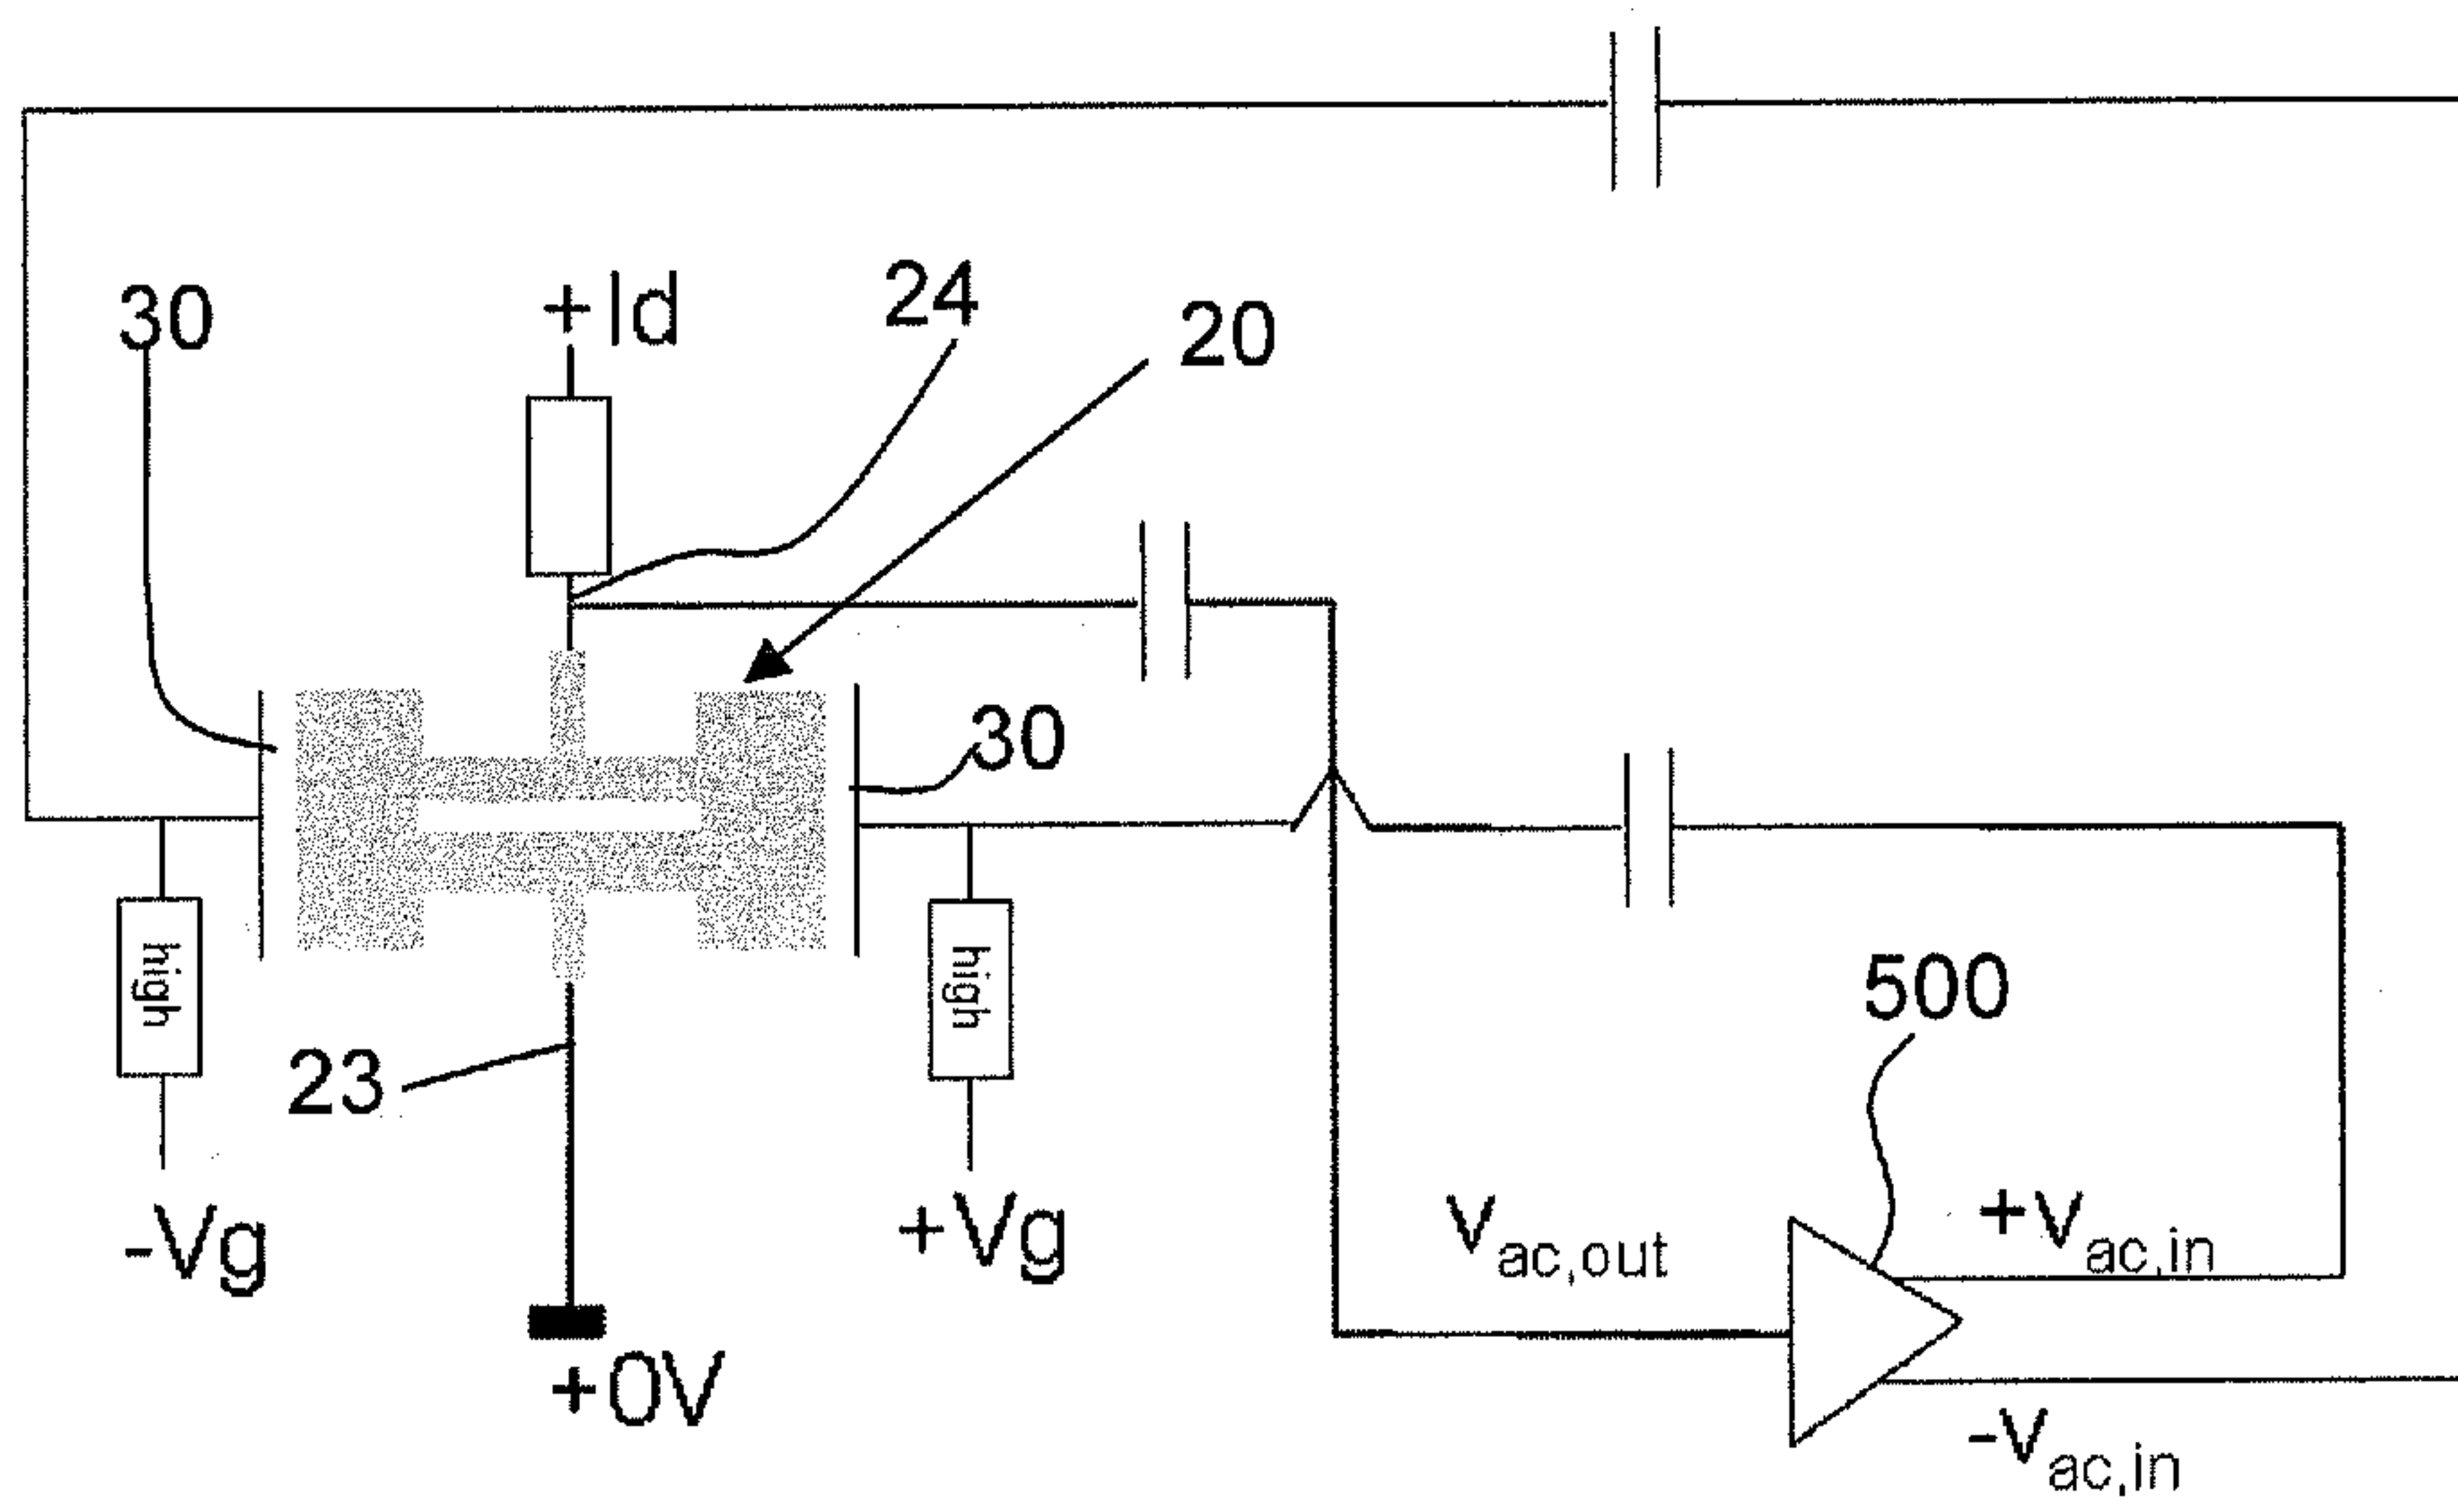 30
+Id
24
20
30
high
high
23
500
-Vg
+Vg
+0V
vac,out
+vac,in
-vac,in